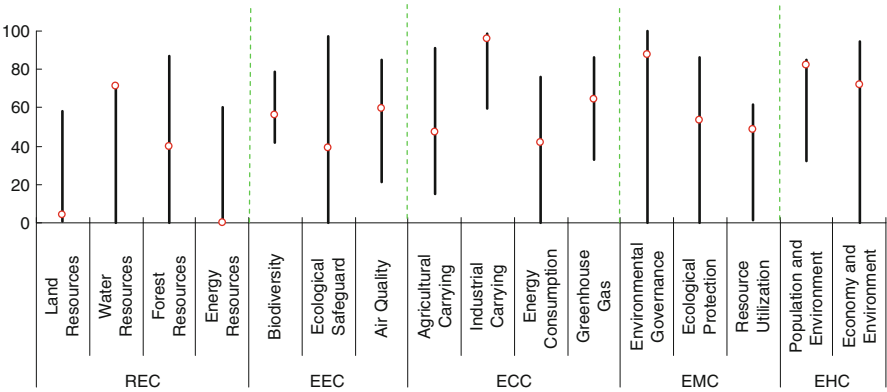 100
80
60
40
20
0
Land
Resources
Water
Resources
Forest
Resources
Energy
Resources
Biodiversity
Ecological
Safeguard
Air Quality
Agricultural
Carrying
Industrial
Carrying
Energy
Consumption
Greenhouse
Gas
Environmental
Governance
Ecological
Protection
Resource
Utilization
Population and
Environment
Economy and
Environment
REC
EEC
ECC
EMC
EHC